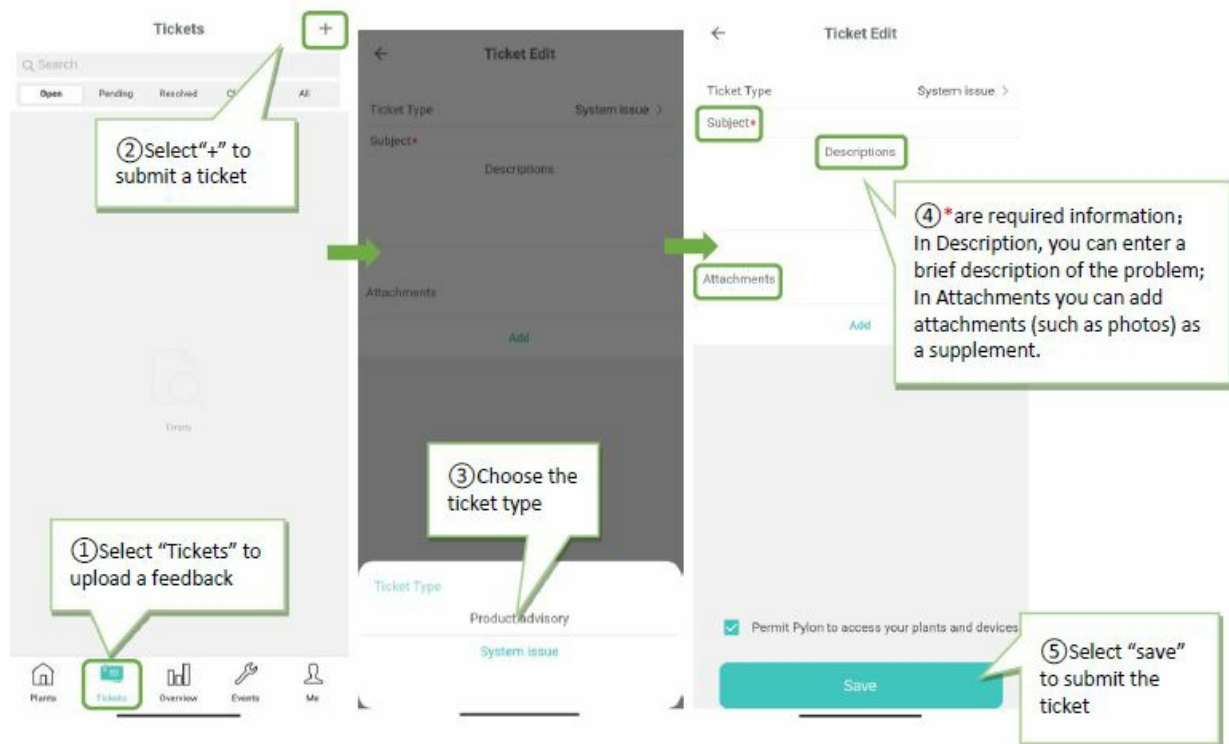 Tickets
+
Search
Open Pending Resolved All
②Select“+” to
submit a ticket
Empty
①Select “Tickets” to
upload a feedback
Plants Tickets Overview Events Me
Ticket Edit
Ticket Type System issue >
Subject*
Descriptions
Attachments
Add
③Choose the
ticket type
Ticket Type
Product advisory
System issue
Ticket Edit
Ticket Type System issue >
Subject*
Descriptions
④*are required information;
In Description, you can enter a
brief description of the problem;
In Attachments you can add
attachments (such as photos) as
a supplement.
Attachments
Add
Permit Pylon to access your plants and devices
Save
⑤Select “save”
to submit the
ticket